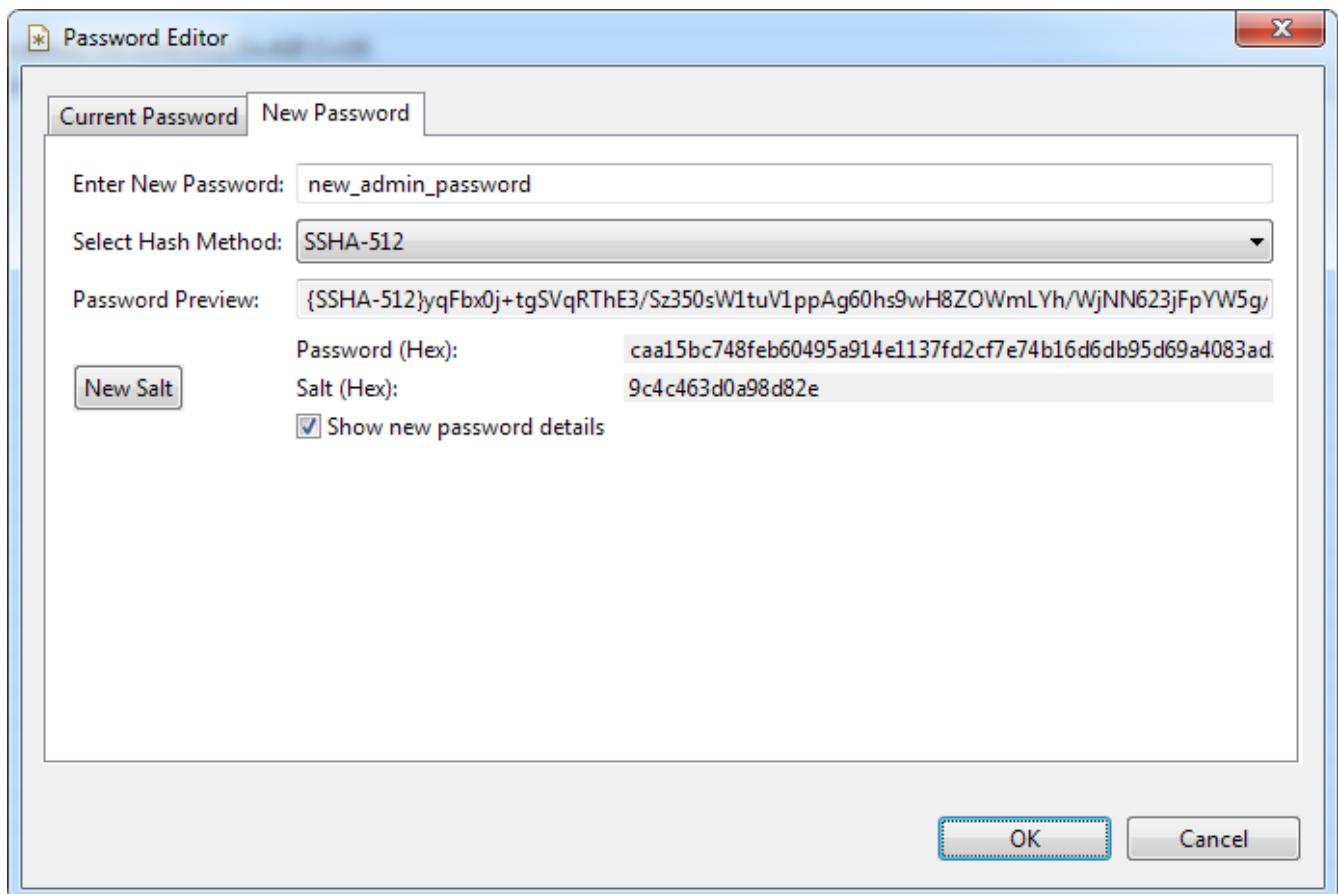 Password Editor
Current Password
New Password
Enter New Password: new_admin_password
Select Hash Method: SSHA-512
Password Preview: {SSHA-512}yqFbx0j+tgSVqRThE3/Sz350sW1tuV1ppAg60hs9wH8ZOWmLYh/WjNN623jFpYW5g/
Password (Hex): caa15bc748feb60495a914e1137fd2cf7e74b16d6db95d69a4083ad
New Salt
Salt (Hex): 9c4c463d0a98d82e
Show new password details
OK
Cancel